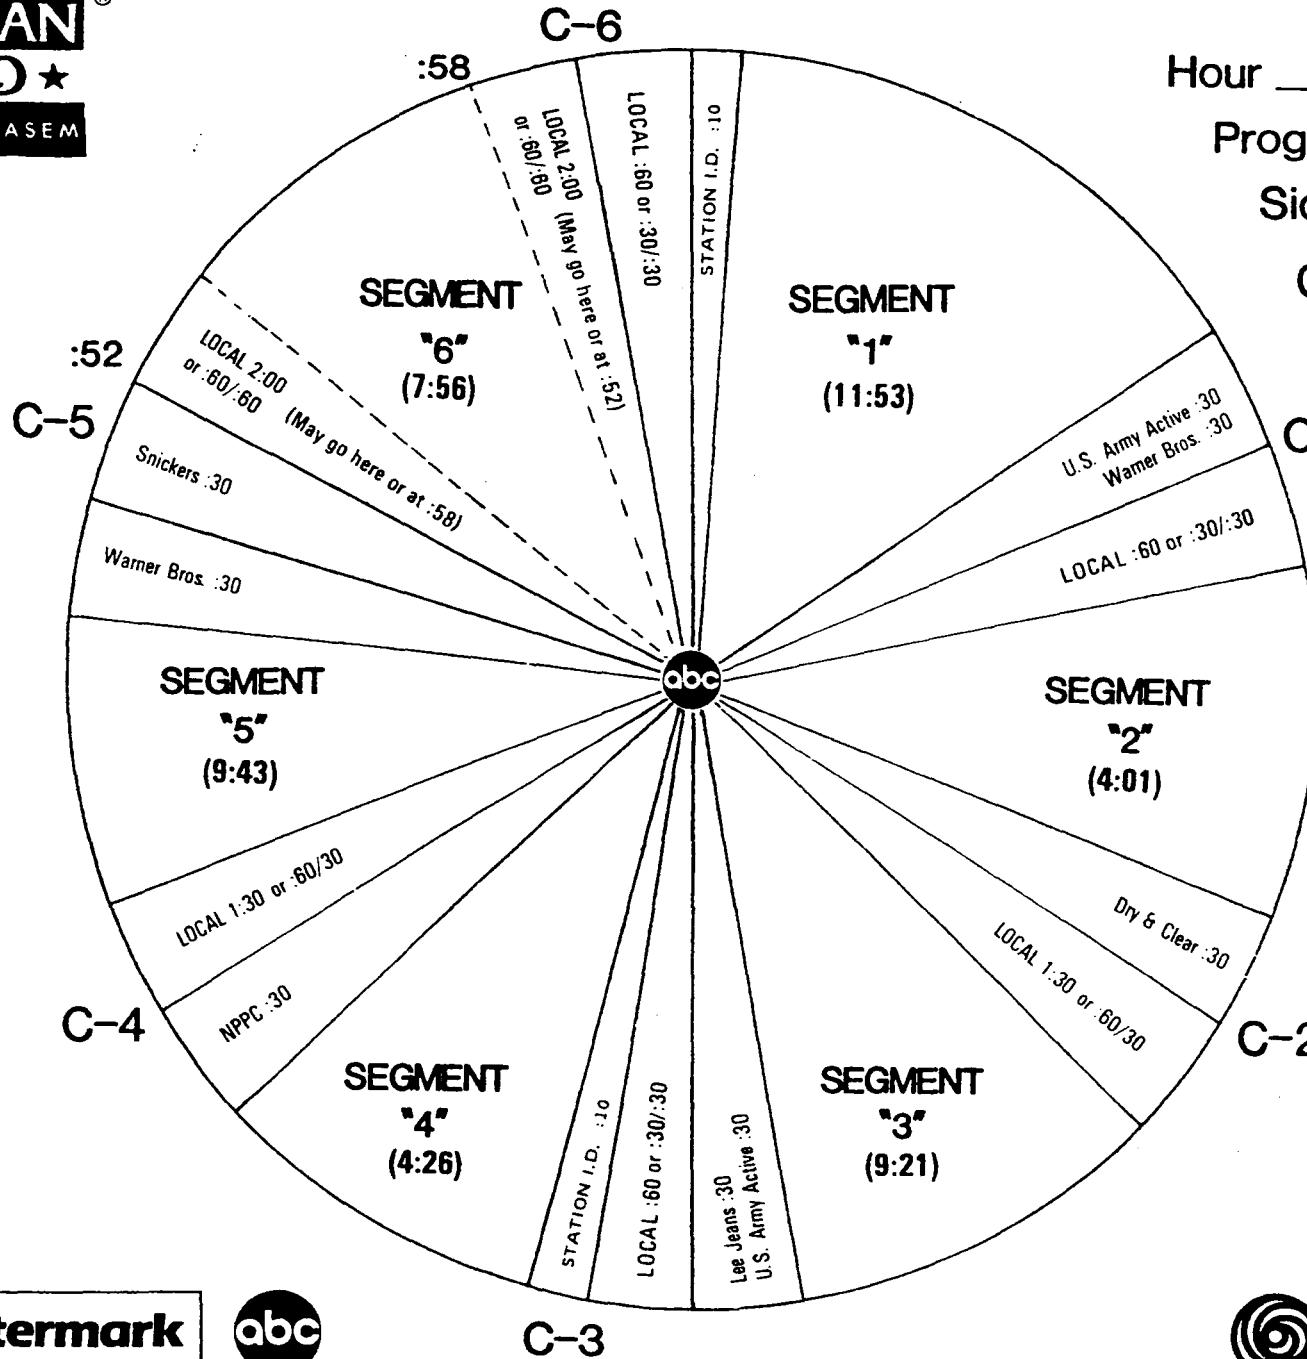 AN ®
★
ASEM
C-6
:58
Hour
Prog
:52
C-5
C-4
C-3
C-2
STATION I.D. :10
SEGMENT
"1"
(11:53)
U.S. Army Active :30
Warner Bros. :30
LOCAL :60 or :30/:30
SEGMENT
"2"
(4:01)
Dry & Clear :30
LOCAL 1:30 or :60/30
SEGMENT
"3"
(9:21)
Lee Jeans :30
U.S. Army Active :30
LOCAL :60 or :30/:30
STATION I.D. :10
SEGMENT
"4"
(4:26)
NPPC :30
LOCAL 1:30 or :60/30
SEGMENT
"5"
(9:43)
Warner Bros. :30
Snickers :30
LOCAL 2:00 (May go here or at :58)
or :60/:60
SEGMENT
"6"
(7:56)
LOCAL 2:00 (May go here or at :52)
or :60/:60
LOCAL :60 or :30/:30
abc
termark
abc